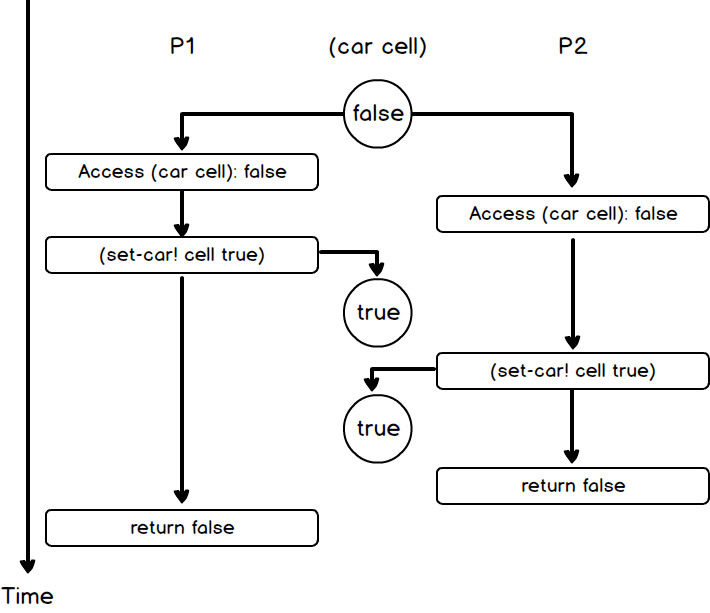 P1 (car cell) P2
false
Access (car cell): false
Access (car cell): false
(set-car! cell true)
true
(set-car! cell true)
true
return false
return false
Time